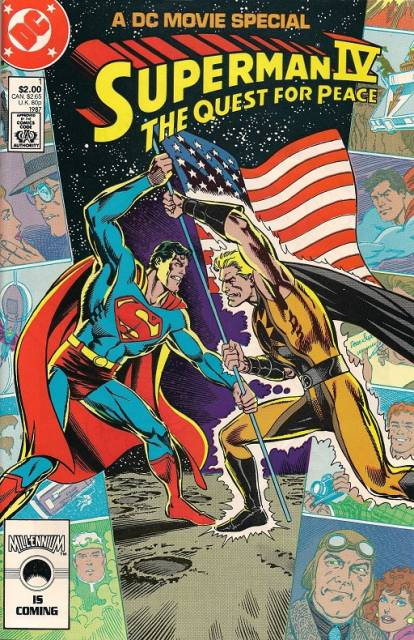 A DC MOVIE SPECIAL
DC
SUPERMAN IV
THE QUEST FOR PEACE
1
$2.00
CAN. $2.65
U.K. 80p
1987
APPROVED
BY THE
COMICS CODE
AUTHORITY
S
MILLENNIUM
IS
COMING